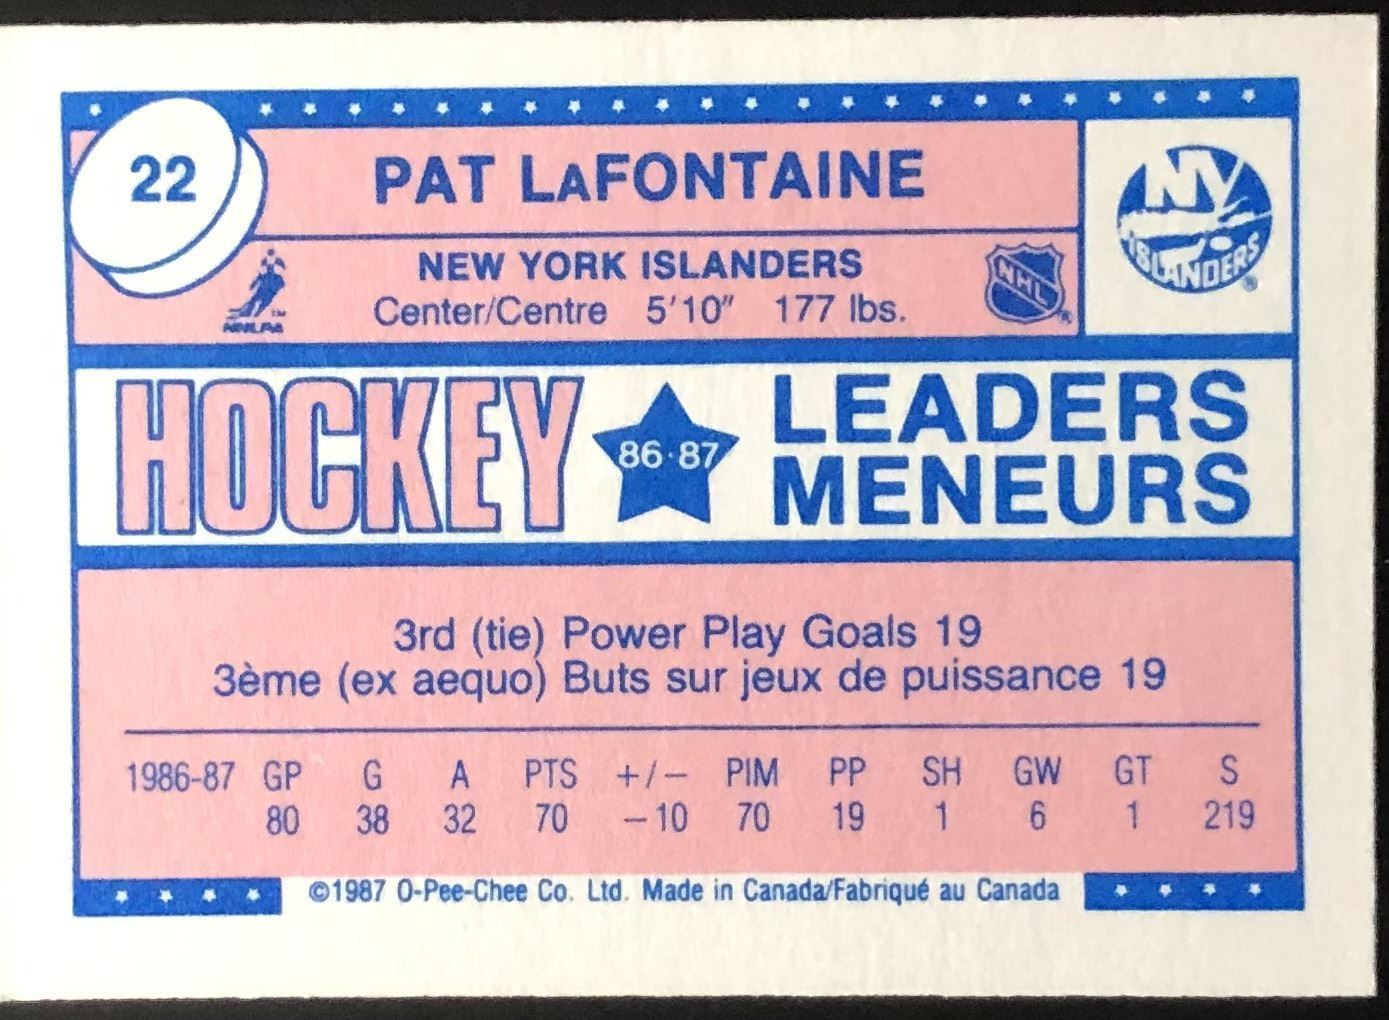 22
PAT LaFONTAINE
NEW YORK ISLANDERS
Center/Centre 5'10" 177 lbs.
NHLPA ™
NHL ®
NY
ISLANDERS ®
HOCKEY
86·87
LEADERS
MENEURS
3rd (tie) Power Play Goals 19
3ème (ex aequo) Buts sur jeux de puissance 19
1986-87 GP G A PTS +/− PIM PP SH GW GT S
80 38 32 70 −10 70 19 1 6 1 219
©1987 O-Pee-Chee Co. Ltd. Made in Canada/Fabriqué au Canada